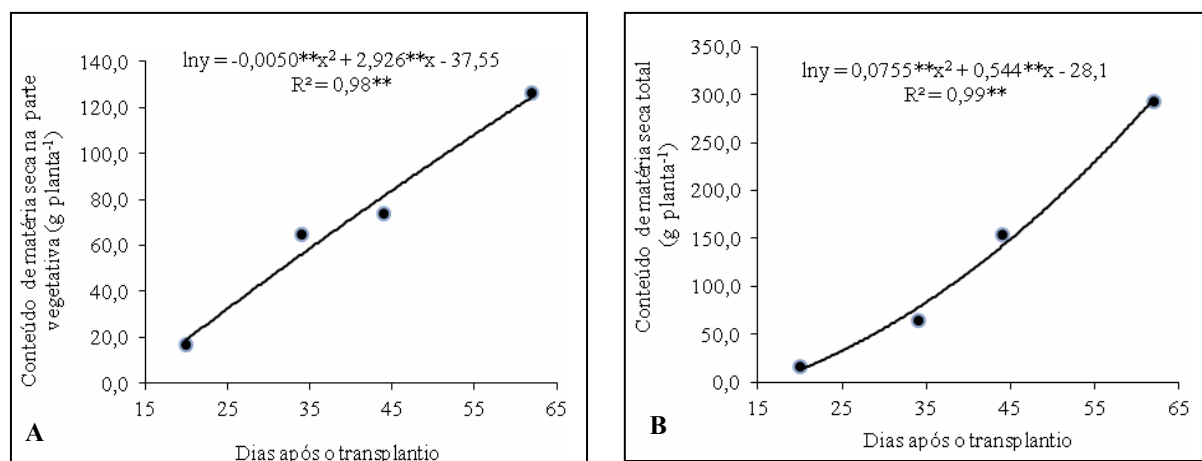 lny = -0,0050**x² + 2,926**x - 37,55
R² = 0,98**
Conteúdo de matéria seca na parte
vegetativa (g planta⁻¹)
140,0
120,0
100,0
80,0
60,0
40,0
20,0
0,0
15 25 35 45 55 65
Dias após o transplantio
A
lny = 0,0755**x² + 0,544**x - 28,1
R² = 0,99**
Conteúdo de matéria seca total
(g planta⁻¹)
350,0
300,0
250,0
200,0
150,0
100,0
50,0
0,0
15 25 35 45 55 65
Dias após o transplantio
B